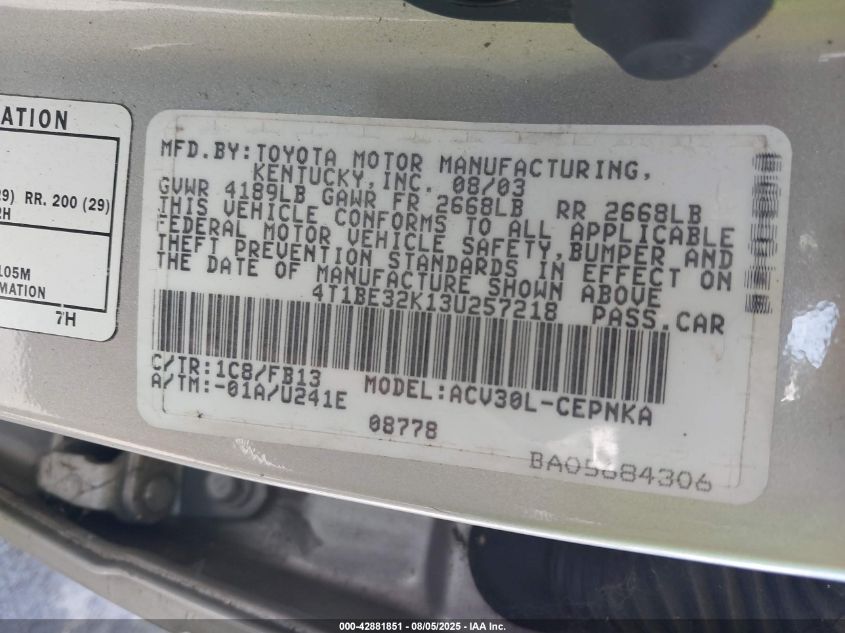 ATION
9) RR. 200 (29)
2H
105M
MATION
7H
MFD.BY:TOYOTA MOTOR MANUFACTURING,
KENTUCKY,INC. 08/03
GVWR 4189LB GAWR FR 2668LB RR 2668LB
THIS VEHICLE CONFORMS TO ALL APPLICABLE
FEDERAL MOTOR VEHICLE SAFETY,BUMPER AND
THEFT PREVENTION STANDARDS IN EFFECT ON
THE DATE OF MANUFACTURE SHOWN ABOVE
4T1BE32K13U257218 PASS.CAR
C/TR:1C8/FB13
A/TM:-01A/U241E MODEL:ACV30L-CEPNKA
08778
BA05684306
000-42881851 - 08/05/2025 - IAA Inc.